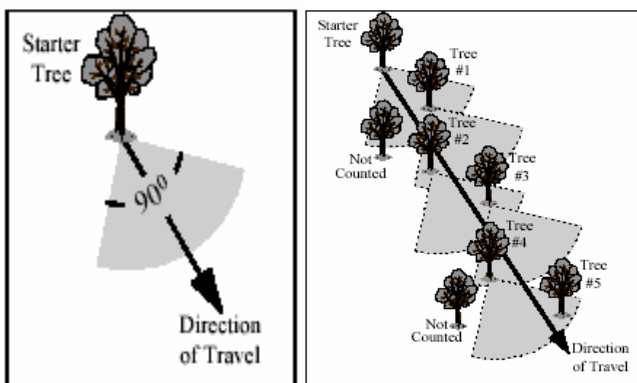 Starter
Tree
90⁰
Direction
of Travel
Starter
Tree
Tree
#1
Tree
#2
Not
Counted
Tree
#3
Tree
#4
Tree
#5
Not
Counted
Direction
of Travel